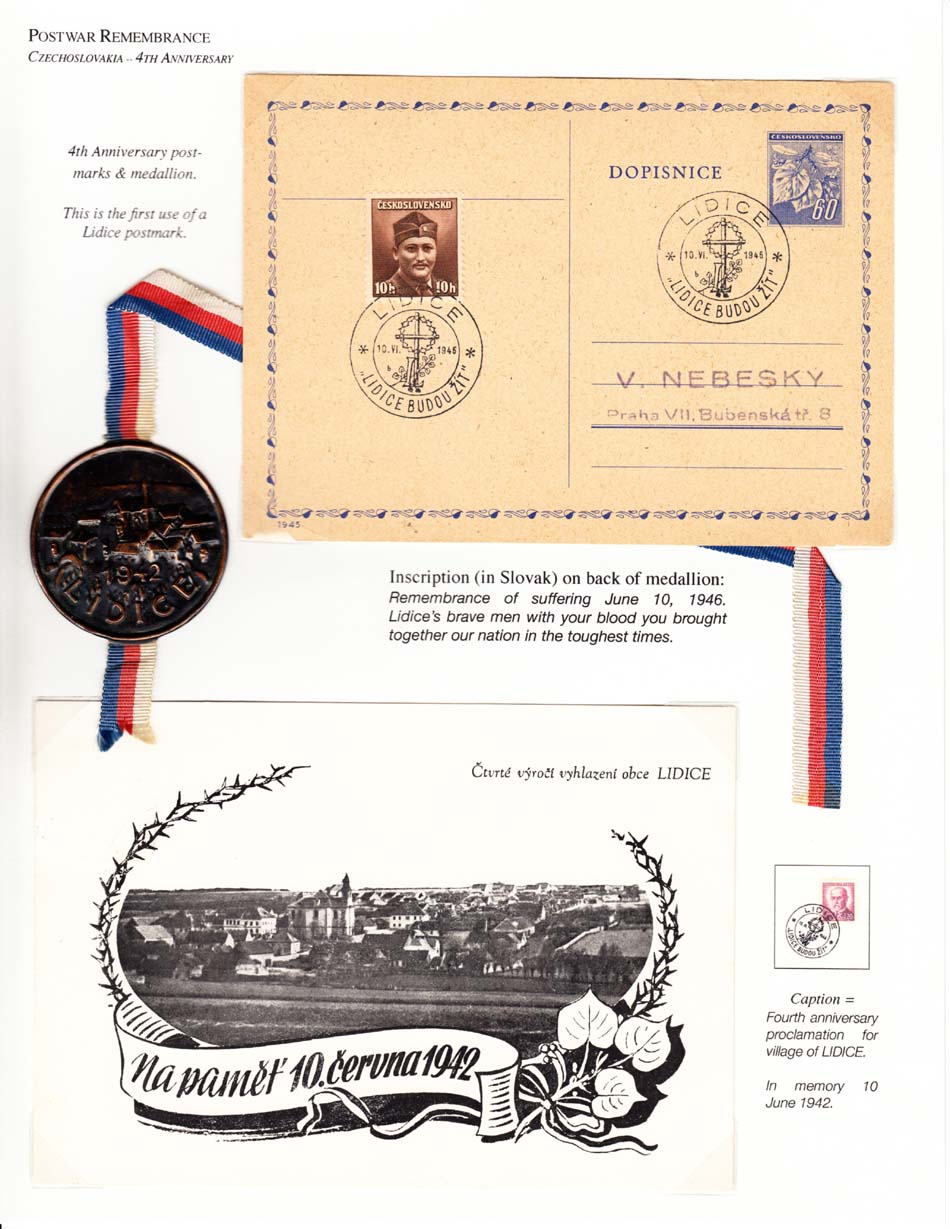 POSTWAR REMEMBRANCE
CZECHOSLOVAKIA -- 4TH ANNIVERSARY
4th Anniversary post-
marks & medallion.
This is the first use of a
Lidice postmark.
ČESKOSLOVENSKO
60
DOPISNICE
ČESKOSLOVENSKO
10h 10h
LIDICE
* 10.VI. 1946 *
"LIDICE BUDOU ŽÍT"
LIDICE
* 10.VI. 1946 *
"LIDICE BUDOU ŽÍT"
V. NEBESKY
Praha VII, Bubenská tř. 8
1945
1942
LIDICE
Inscription (in Slovak) on back of medallion:
Remembrance of suffering June 10, 1946.
Lidice's brave men with your blood you brought
together our nation in the toughest times.
Čtvrté výročí vyhlazení obce LIDICE
Na paměť 10. června 1942
LIDICE
"LIDICE BUDOU ŽÍT"
Caption =
Fourth anniversary
proclamation for
village of LIDICE.
In memory 10
June 1942.